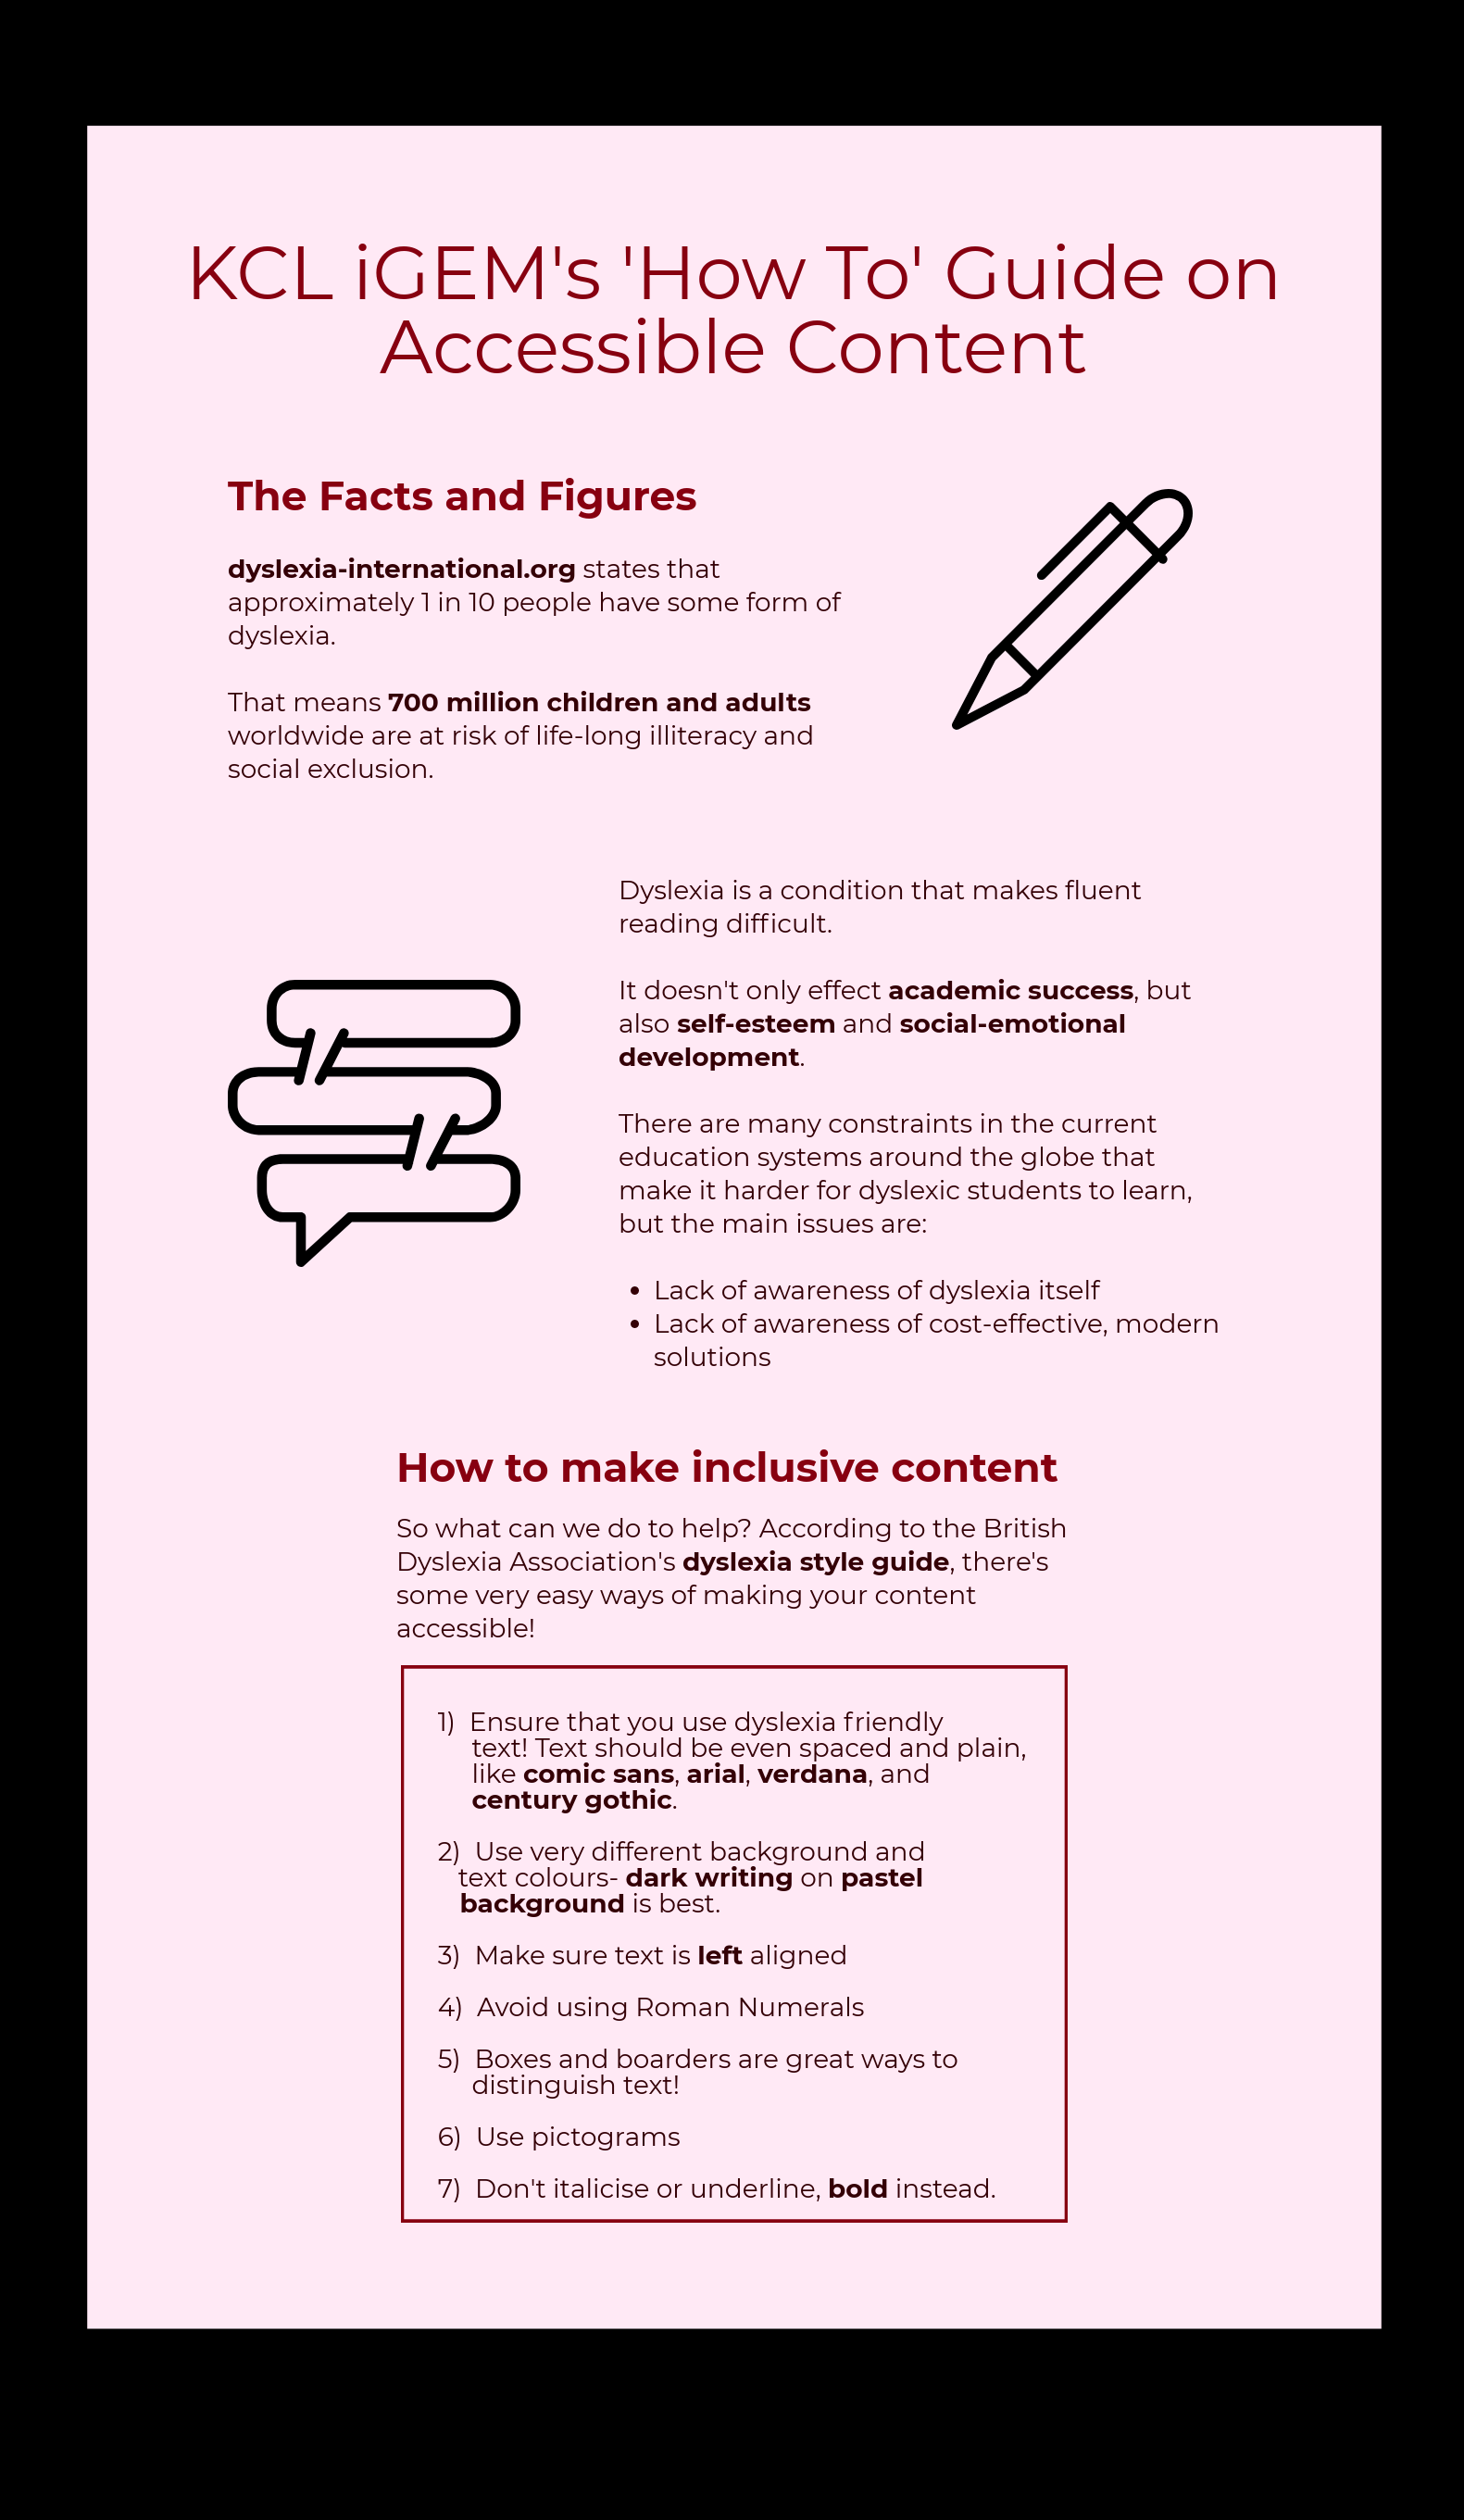 KCL iGEM's 'How To' Guide on
Accessible Content
The Facts and Figures
dyslexia-international.org states that
approximately 1 in 10 people have some form of
dyslexia.
That means 700 million children and adults
worldwide are at risk of life-long illiteracy and
social exclusion.
Dyslexia is a condition that makes fluent
reading difficult.
It doesn't only effect academic success, but
also self-esteem and social-emotional
development.
There are many constraints in the current
education systems around the globe that
make it harder for dyslexic students to learn,
but the main issues are:
• Lack of awareness of dyslexia itself
• Lack of awareness of cost-effective, modern
solutions
How to make inclusive content
So what can we do to help? According to the British
Dyslexia Association's dyslexia style guide, there's
some very easy ways of making your content
accessible!
1) Ensure that you use dyslexia friendly
text! Text should be even spaced and plain,
like comic sans, arial, verdana, and
century gothic.
2) Use very different background and
text colours- dark writing on pastel
background is best.
3) Make sure text is left aligned
4) Avoid using Roman Numerals
5) Boxes and boarders are great ways to
distinguish text!
6) Use pictograms
7) Don't italicise or underline, bold instead.